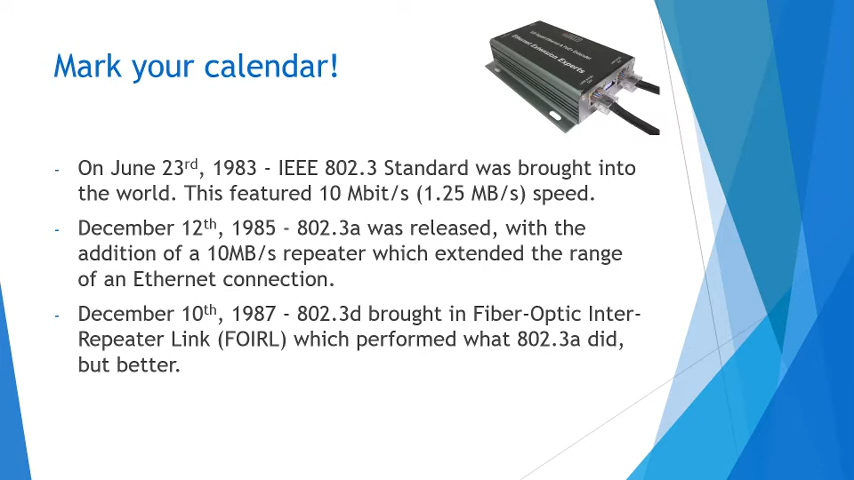 Mark your calendar!
Ethernet Extension Experts
- On June 23rd, 1983 - IEEE 802.3 Standard was brought into
the world. This featured 10 Mbit/s (1.25 MB/s) speed.
- December 12th, 1985 - 802.3a was released, with the
addition of a 10MB/s repeater which extended the range
of an Ethernet connection.
- December 10th, 1987 - 802.3d brought in Fiber-Optic Inter-
Repeater Link (FOIRL) which performed what 802.3a did,
but better.